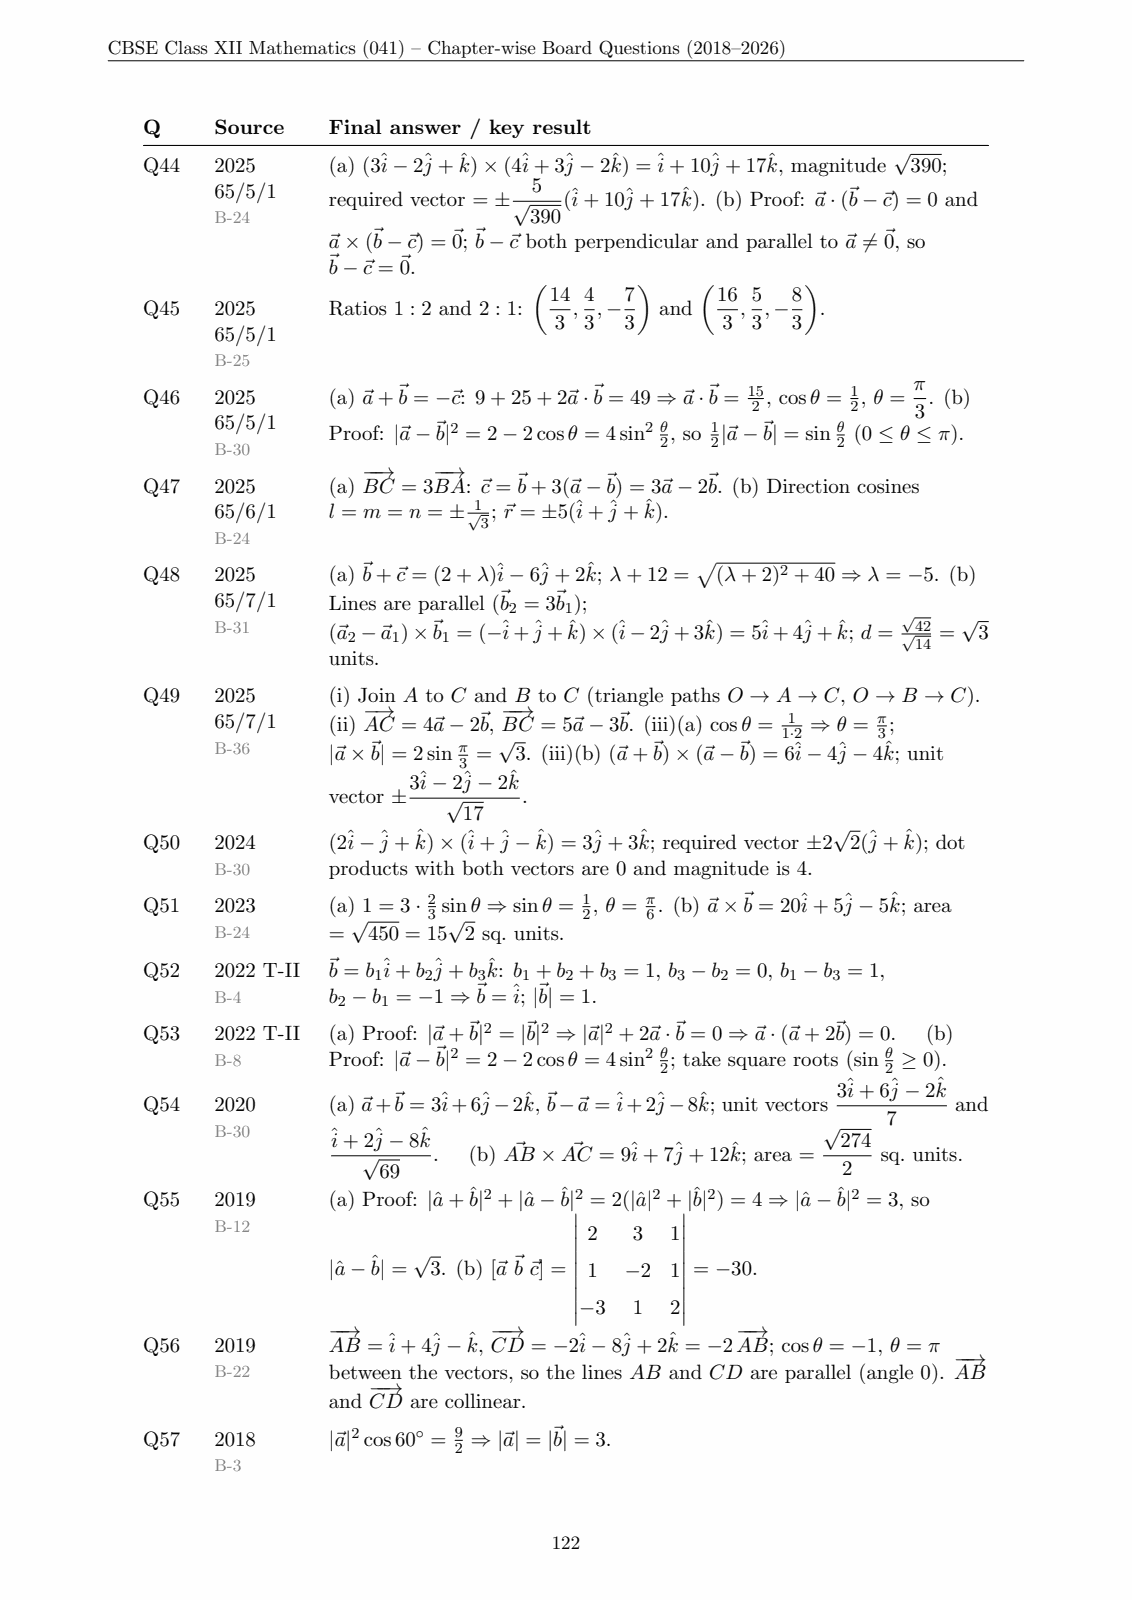 CBSE Class XII Mathematics (041) – Chapter-wise Board Questions (2018–2026)
Q Source Final answer / key result
Q44 2025 (a) (3î − 2ĵ + k̂) × (4î + 3ĵ − 2k̂) = î + 10ĵ + 17k̂, magnitude √390;
65/5/1 required vector = ±5/√390(î + 10ĵ + 17k̂). (b) Proof: a⃗ · (b⃗ − c⃗) = 0 and
B-24 a⃗ × (b⃗ − c⃗) = 0⃗; b⃗ − c⃗ both perpendicular and parallel to a⃗ ≠ 0⃗, so
b⃗ − c⃗ = 0⃗.
Q45 2025 Ratios 1 : 2 and 2 : 1: (14/3, 4/3, −7/3) and (16/3, 5/3, −8/3).
65/5/1
B-25
Q46 2025 (a) a⃗ + b⃗ = −c⃗: 9 + 25 + 2a⃗ · b⃗ = 49 ⇒ a⃗ · b⃗ = 15/2, cos θ = 1/2, θ = π/3. (b)
65/5/1 Proof: |a⃗ − b⃗|² = 2 − 2 cos θ = 4 sin² θ/2, so 1/2|a⃗ − b⃗| = sin θ/2 (0 ≤ θ ≤ π).
B-30
Q47 2025 (a) B͞C⃗ = 3B͞A⃗: c⃗ = b⃗ + 3(a⃗ − b⃗) = 3a⃗ − 2b⃗. (b) Direction cosines
65/6/1 l = m = n = ±1/√3; r⃗ = ±5(î + ĵ + k̂).
B-24
Q48 2025 (a) b⃗ + c⃗ = (2 + λ)î − 6ĵ + 2k̂; λ + 12 = √((λ + 2)² + 40) ⇒ λ = −5. (b)
65/7/1 Lines are parallel (b⃗₂ = 3b⃗₁);
B-31 (a⃗₂ − a⃗₁) × b⃗₁ = (−î + ĵ + k̂) × (î − 2ĵ + 3k̂) = 5î + 4ĵ + k̂; d = √42/√14 = √3
units.
Q49 2025 (i) Join A to C and B to C (triangle paths O → A → C, O → B → C).
65/7/1 (ii) AC⃗ = 4a⃗ − 2b⃗, BC⃗ = 5a⃗ − 3b⃗. (iii)(a) cos θ = 1/(1·2) ⇒ θ = π/3;
B-36 |a⃗ × b⃗| = 2 sin π/3 = √3. (iii)(b) (a⃗ + b⃗) × (a⃗ − b⃗) = 6î − 4ĵ − 4k̂; unit
vector ±(3î − 2ĵ − 2k̂)/√17.
Q50 2024 (2î − ĵ + k̂) × (î + ĵ − k̂) = 3ĵ + 3k̂; required vector ±2√2(ĵ + k̂); dot
B-30 products with both vectors are 0 and magnitude is 4.
Q51 2023 (a) 1 = 3 · 2/3 sin θ ⇒ sin θ = 1/2, θ = π/6. (b) a⃗ × b⃗ = 20î + 5ĵ − 5k̂; area
B-24 = √450 = 15√2 sq. units.
Q52 2022 T-II b⃗ = b₁î + b₂ĵ + b₃k̂: b₁ + b₂ + b₃ = 1, b₃ − b₂ = 0, b₁ − b₃ = 1,
B-4 b₂ − b₁ = −1 ⇒ b⃗ = î; |b⃗| = 1.
Q53 2022 T-II (a) Proof: |a⃗ + b⃗|² = |b⃗|² ⇒ |a⃗|² + 2a⃗ · b⃗ = 0 ⇒ a⃗ · (a⃗ + 2b⃗) = 0. (b)
B-8 Proof: |a⃗ − b⃗|² = 2 − 2 cos θ = 4 sin² θ/2; take square roots (sin θ/2 ≥ 0).
Q54 2020 (a) a⃗ + b⃗ = 3î + 6ĵ − 2k̂, b⃗ − a⃗ = î + 2ĵ − 8k̂; unit vectors (3î + 6ĵ − 2k̂)/7 and
B-30 (î + 2ĵ − 8k̂)/√69. (b) AB⃗ × AC⃗ = 9î + 7ĵ + 12k̂; area = √274/2 sq. units.
Q55 2019 (a) Proof: |â + b̂|² + |â − b̂|² = 2(|â|² + |b̂|²) = 4 ⇒ |â − b̂|² = 3, so
B-12
|â − b̂| = √3. (b) [a⃗ b⃗ c⃗] = |2 3 1; 1 −2 1; −3 1 2| = −30.
Q56 2019 AB⃗ = î + 4ĵ − k̂, CD⃗ = −2î − 8ĵ + 2k̂ = −2 AB⃗; cos θ = −1, θ = π
B-22 between the vectors, so the lines AB and CD are parallel (angle 0). AB⃗
and CD⃗ are collinear.
Q57 2018 |a⃗|² cos 60° = 9/2 ⇒ |a⃗| = |b⃗| = 3.
B-3
122